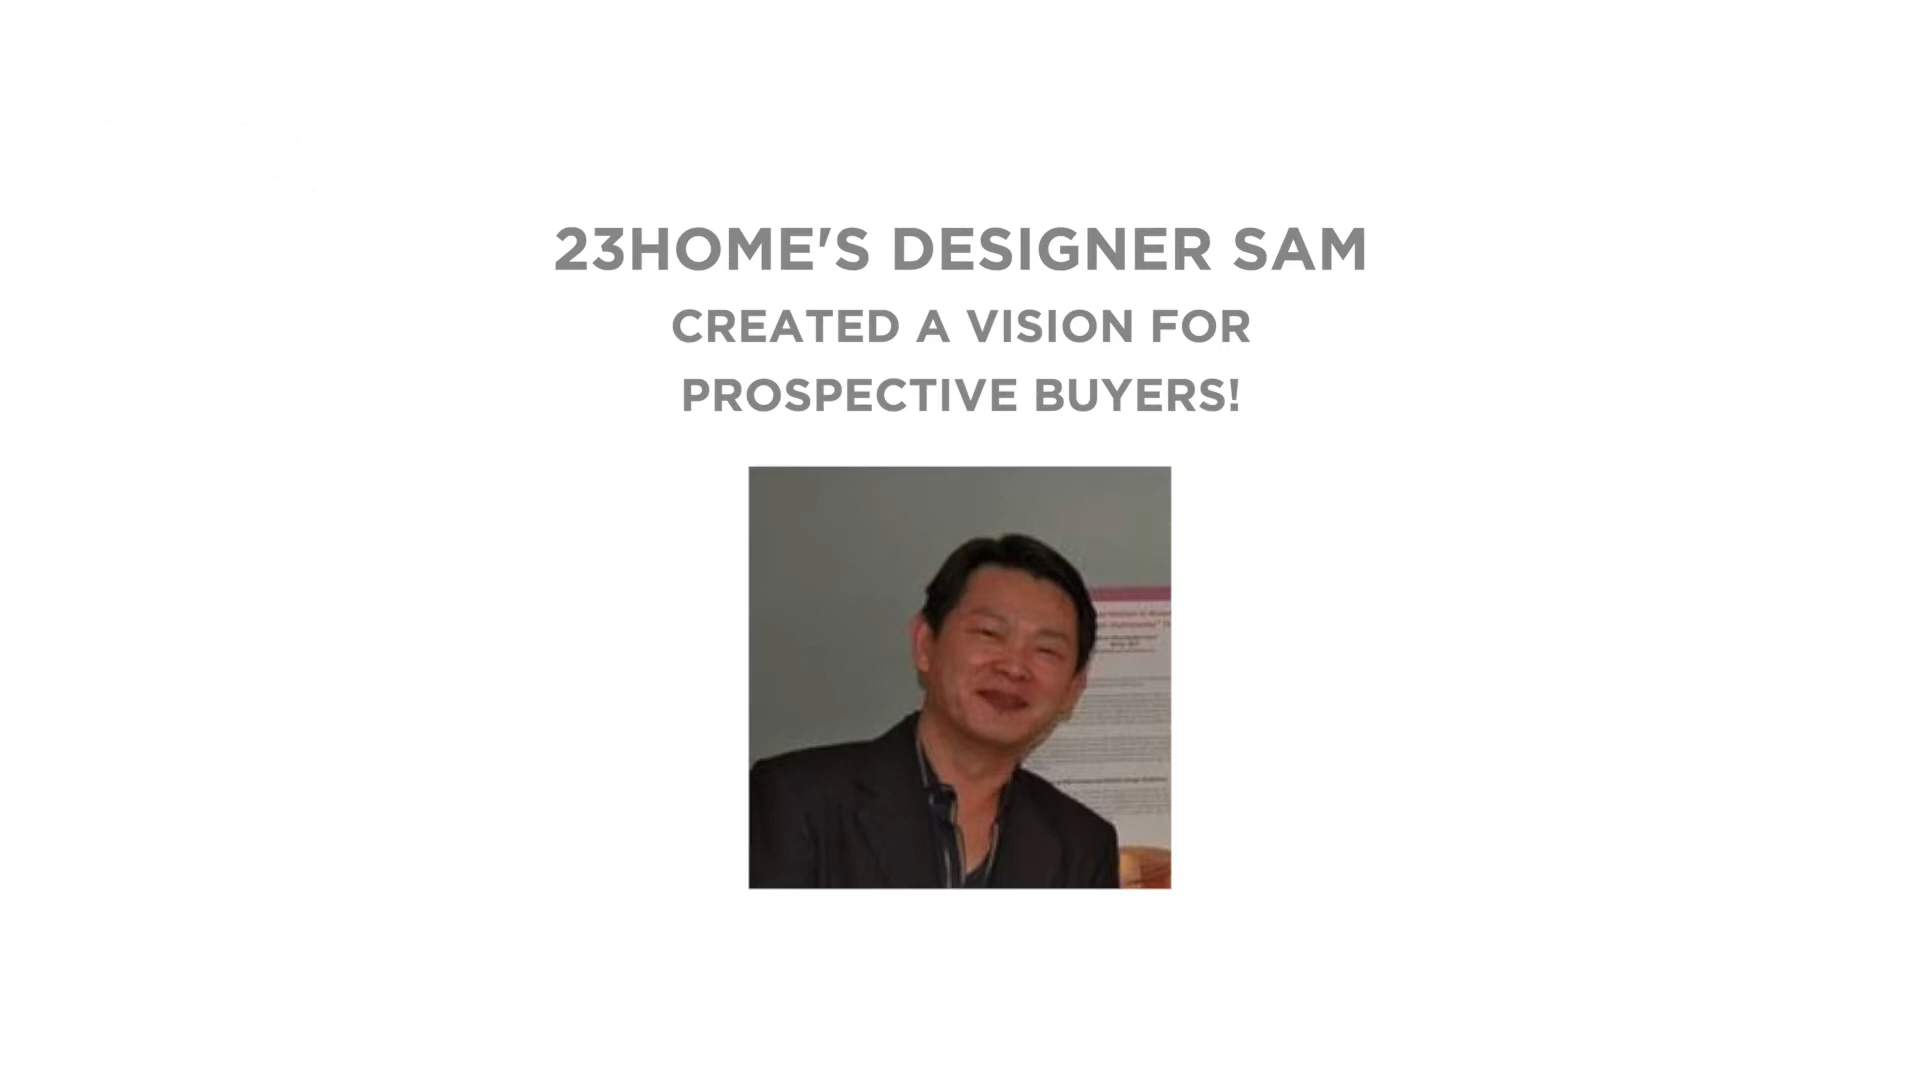 23HOME'S DESIGNER SAM
CREATED A VISION FOR
PROSPECTIVE BUYERS!